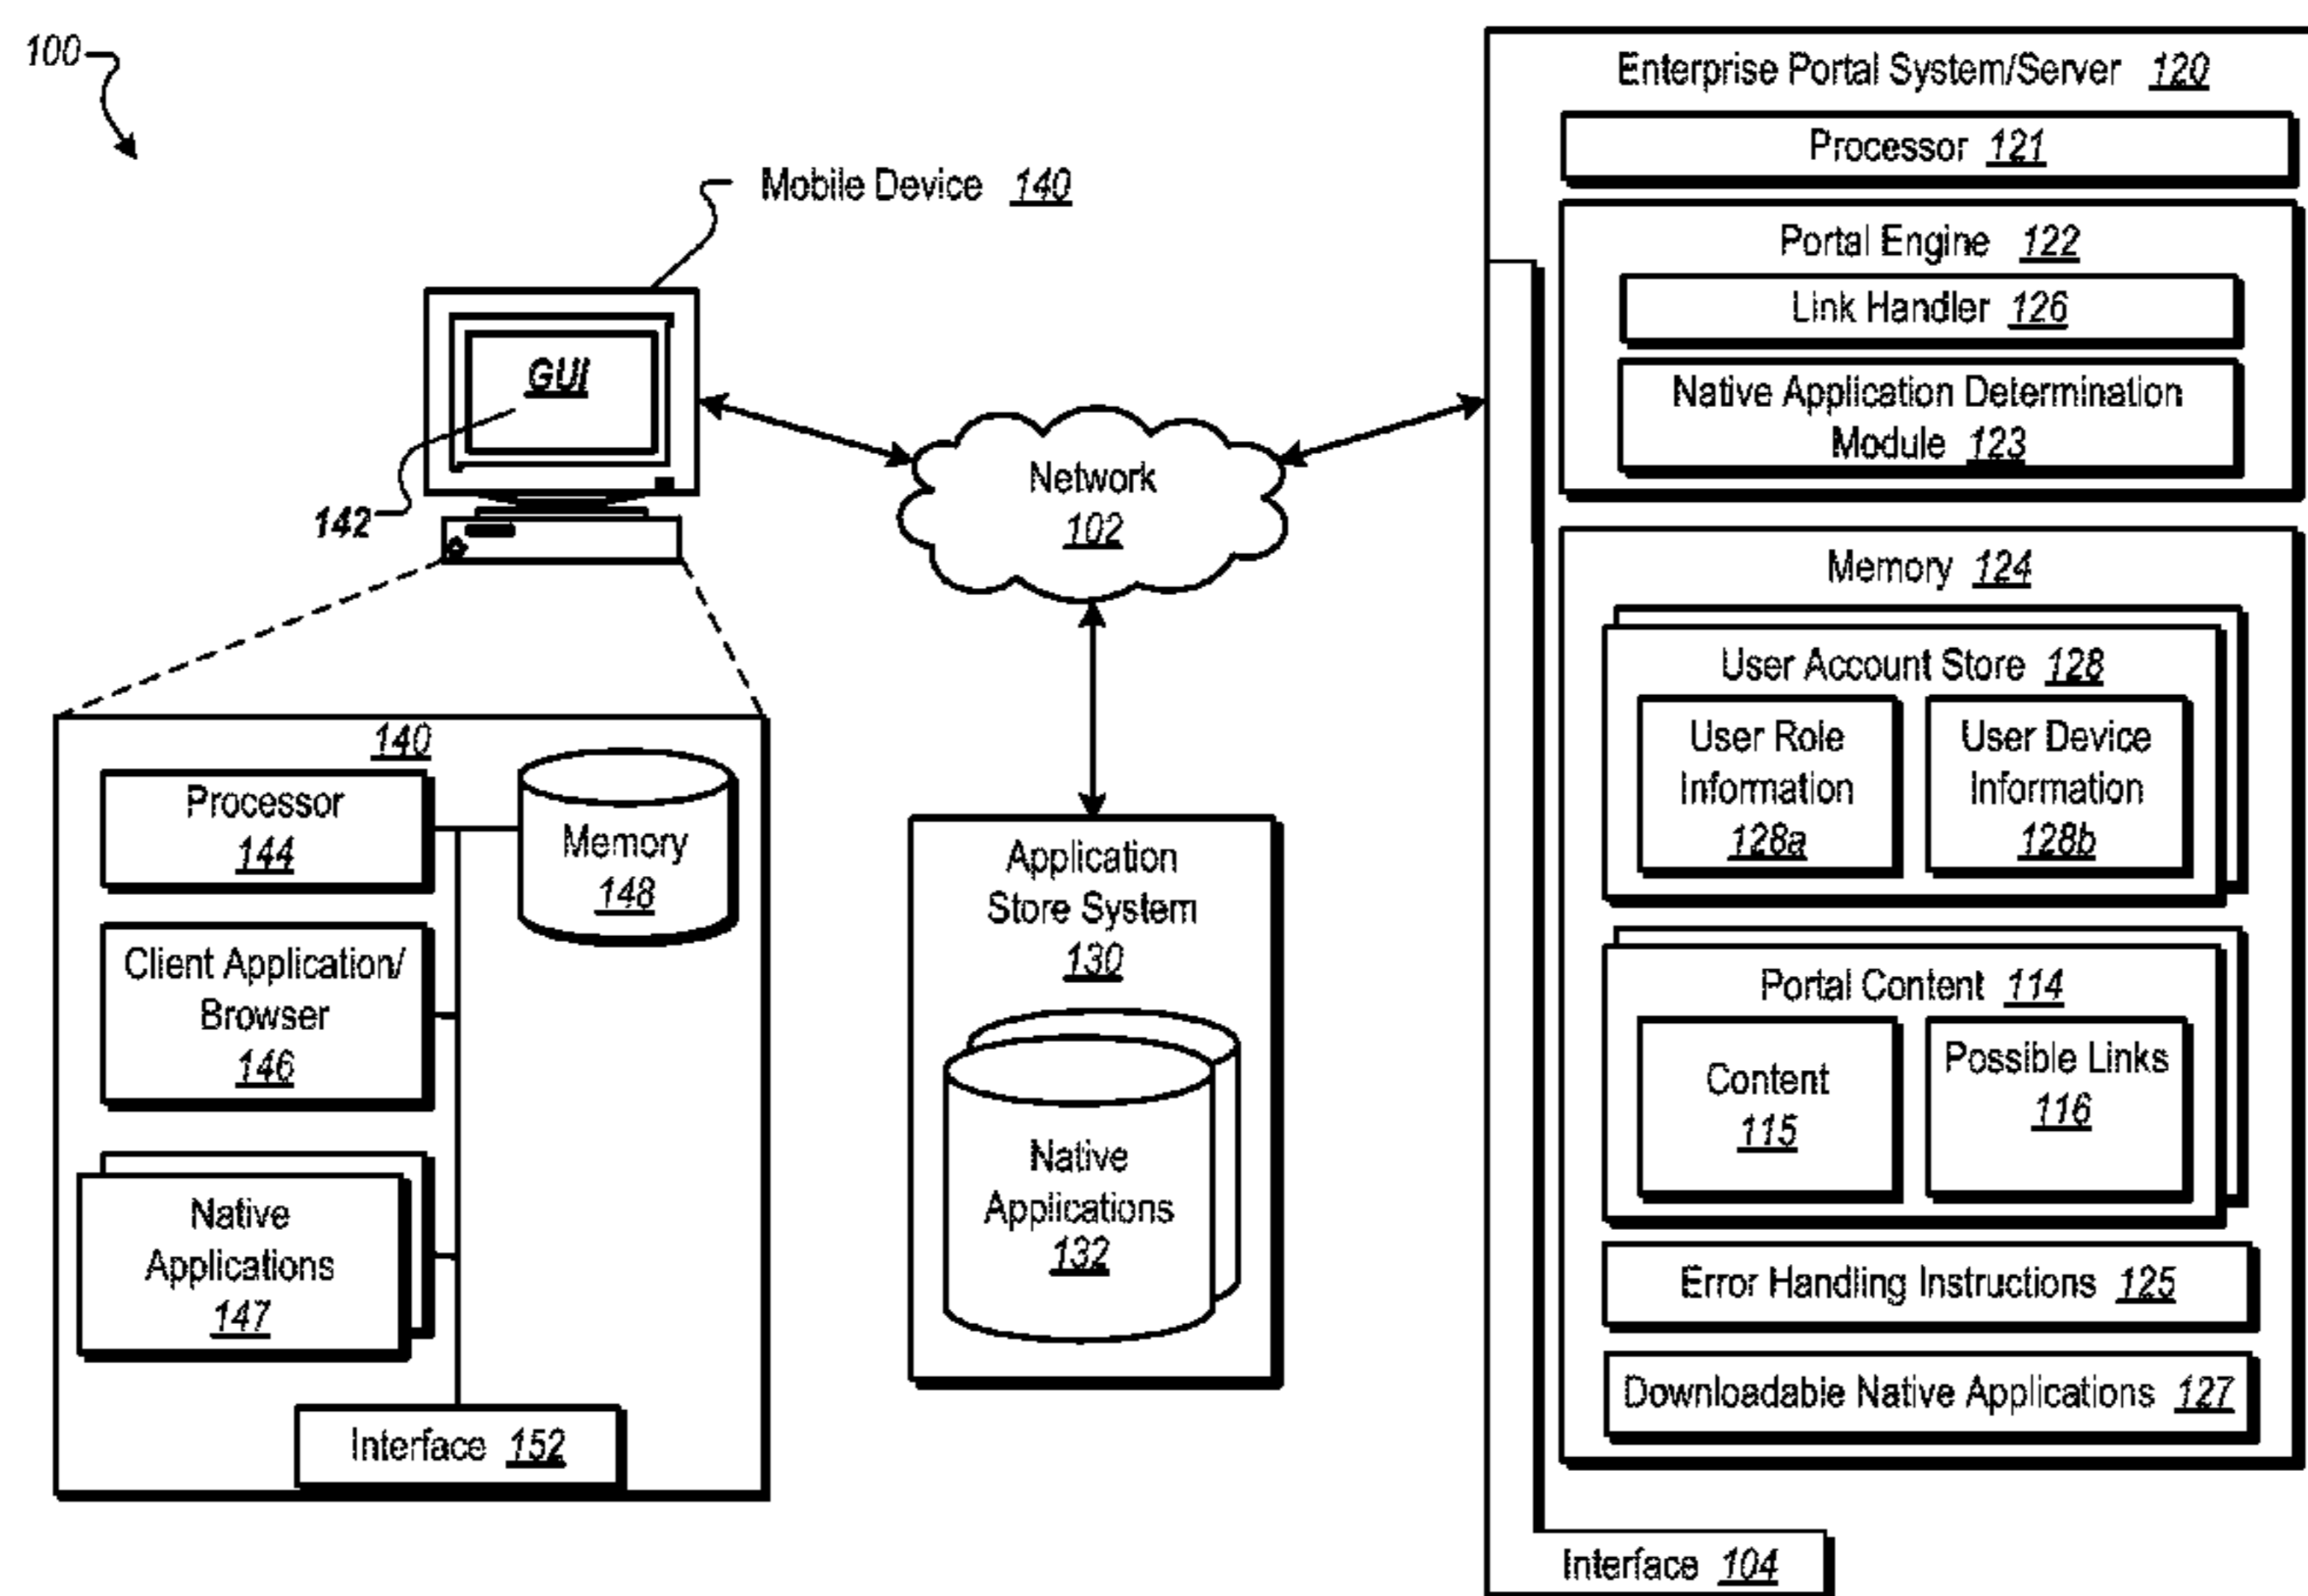 100
Mobile Device 140
GUI
142
Network
102
140
Processor
144
Memory
148
Client Application/
Browser
146
Native
Applications
147
Interface 152
Application
Store System
130
Native
Applications
132
Enterprise Portal System/Server 120
Processor 121
Portal Engine 122
Link Handler 126
Native Application Determination
Module 123
Memory 124
User Account Store 128
User Role
Information
128a
User Device
Information
128b
Portal Content 114
Content
115
Possible Links
116
Error Handling Instructions 125
Downloadable Native Applications 127
Interface 104